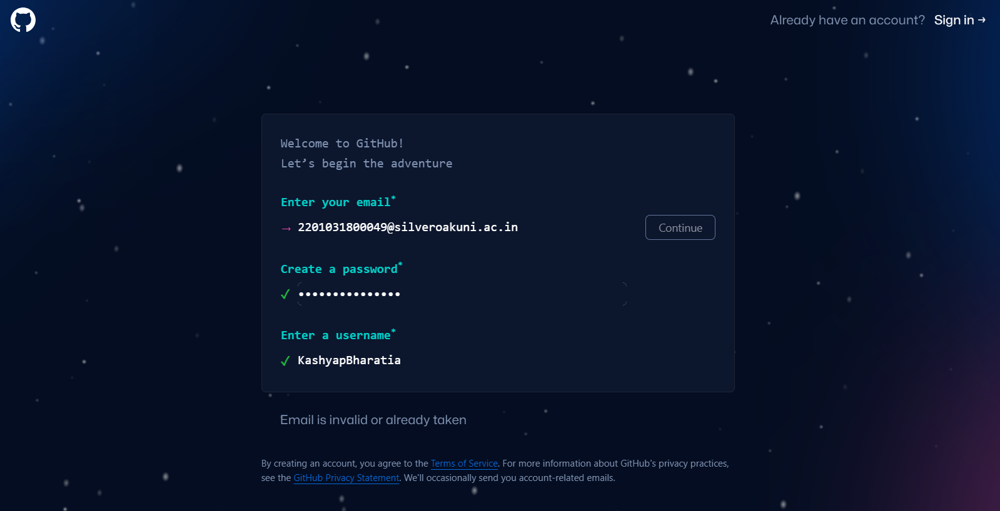 Already have an account? Sign in →
Welcome to GitHub!
Let’s begin the adventure
Enter your email*
→ 2201031800049@silveroakuni.ac.in
Continue
Create a password*
✓ •••••••••••••••
Enter a username*
✓ KashyapBharatia
Email is invalid or already taken
By creating an account, you agree to the Terms of Service. For more information about GitHub's privacy practices,
see the GitHub Privacy Statement. We'll occasionally send you account-related emails.